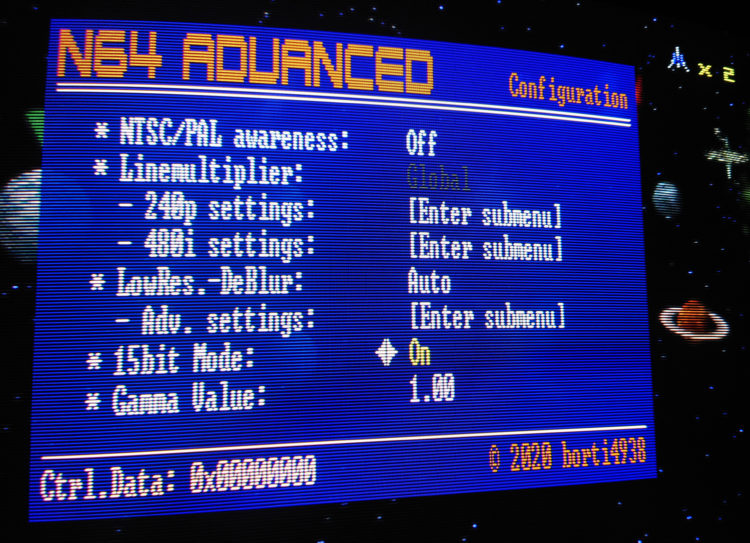 N64 ADVANCED
Configuration
x 2
* NTSC/PAL awareness: Off
* Linemultiplier: Global
- 240p settings: [Enter submenu]
- 480i settings: [Enter submenu]
* LowRes.-DeBlur: Auto
- Adv. settings: [Enter submenu]
* 15bit Mode: On
* Gamma Value: 1.00
Ctrl.Data: 0x00000000
© 2020 borti4938